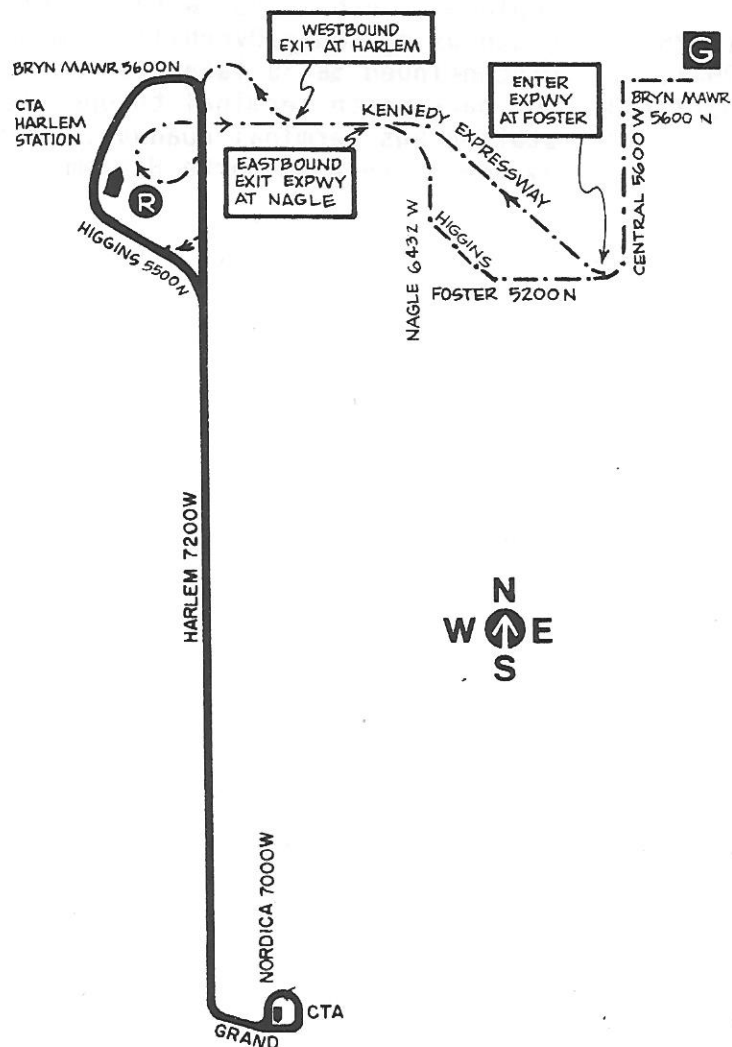 WESTBOUND
EXIT AT HARLEM
G
BRYN MAWR 5600N
ENTER
EXPWY
AT FOSTER
BRYN MAWR
5600 N
CTA
HARLEM
STATION
KENNEDY
EXPRESSWAY
EASTBOUND
EXIT EXPWY
AT NAGLE
CENTRAL 5600 W
R
HIGGINS 5500N
NAGLE 6432 W
HIGGINS
FOSTER 5200N
HARLEM 7200W
N
W E
S
NORDICA 7000W
CTA
GRAND